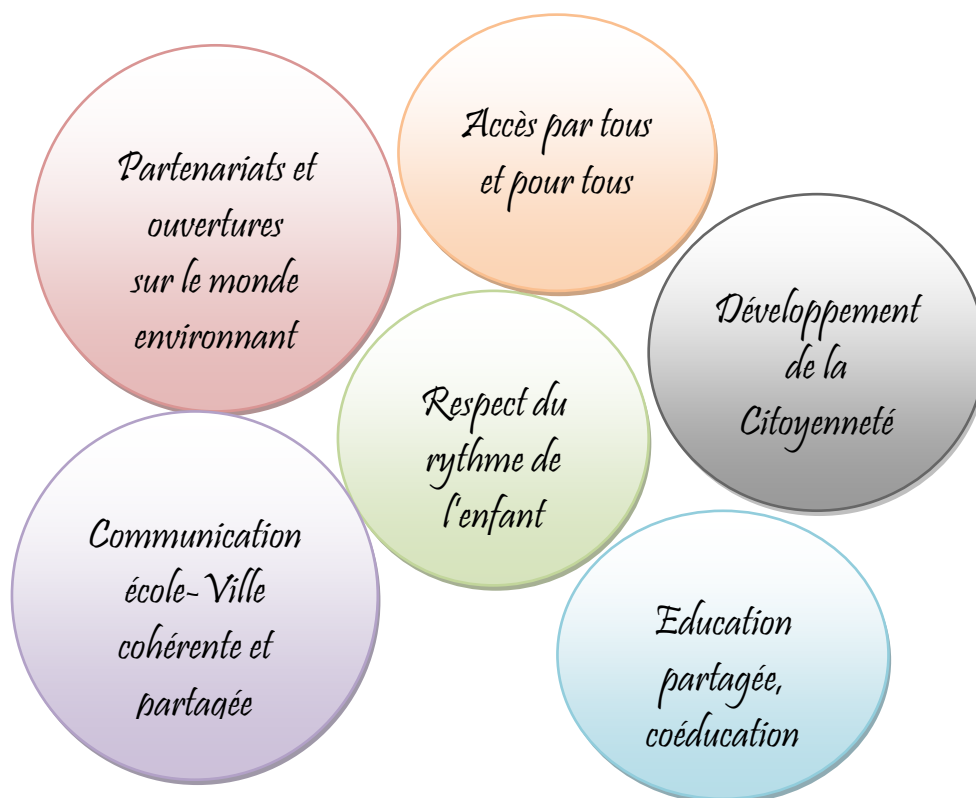 Partenariats et
ouvertures
sur le monde
environnant
Accès par tous
et pour tous
Développement
de la
Citoyenneté
Respect du
rythme de
l'enfant
Communication
école-Ville
cohérente et
partagée
Education
partagée,
coéducation